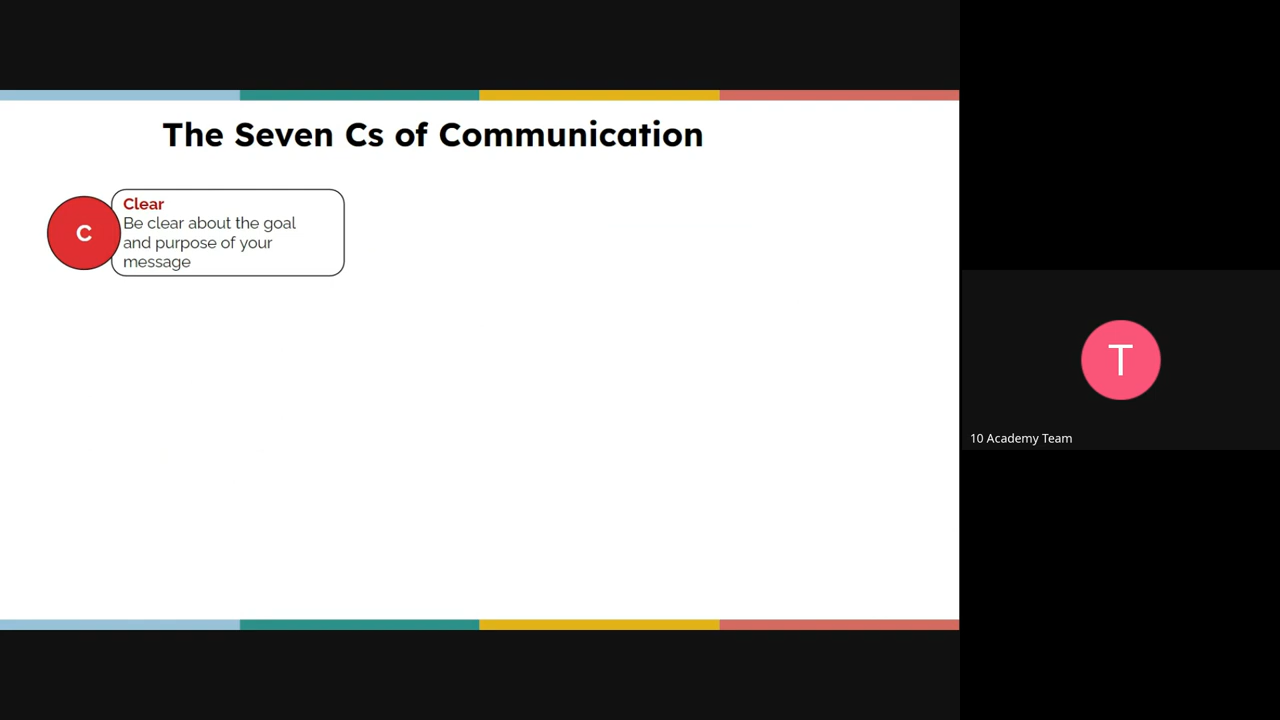 The Seven Cs of Communication
C
Clear
Be clear about the goal
and purpose of your
message
T
10 Academy Team